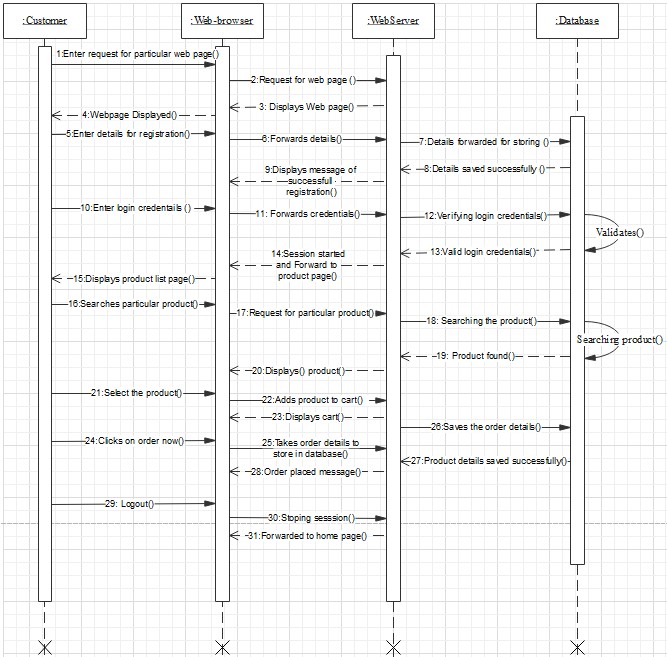 :Customer
:Web-browser
:WebServer
:Database
1:Enter request for particular web page()
2:Request for web page ()
3: Displays Web page()
4:Webpage Displayed()
5:Enter details for registration()
6:Forwards details()
7:Details forwarded for storing ()
8:Details saved successfully ()
9:Displays message of
successfull
registration()
10:Enter login credentails ()
11: Forwards credentials()
12:Verifying login credentials()
Validates()
13:Valid login credentials()
14:Session started
and Forward to
product page()
15:Displays product list page()
16:Searches particular product()
17:Request for particular product()
18: Searching the product()
Searching product()
19: Product found()
20:Displays() product()
21:Select the product()
22:Adds product to cart()
23:Displays cart()
24:Clicks on order now()
25:Takes order details to
store in database()
26:Saves the order details()
27:Product details saved successfully()
28:Order placed message()
29: Logout()
30:Stoping sesssion()
31:Forwarded to home page()